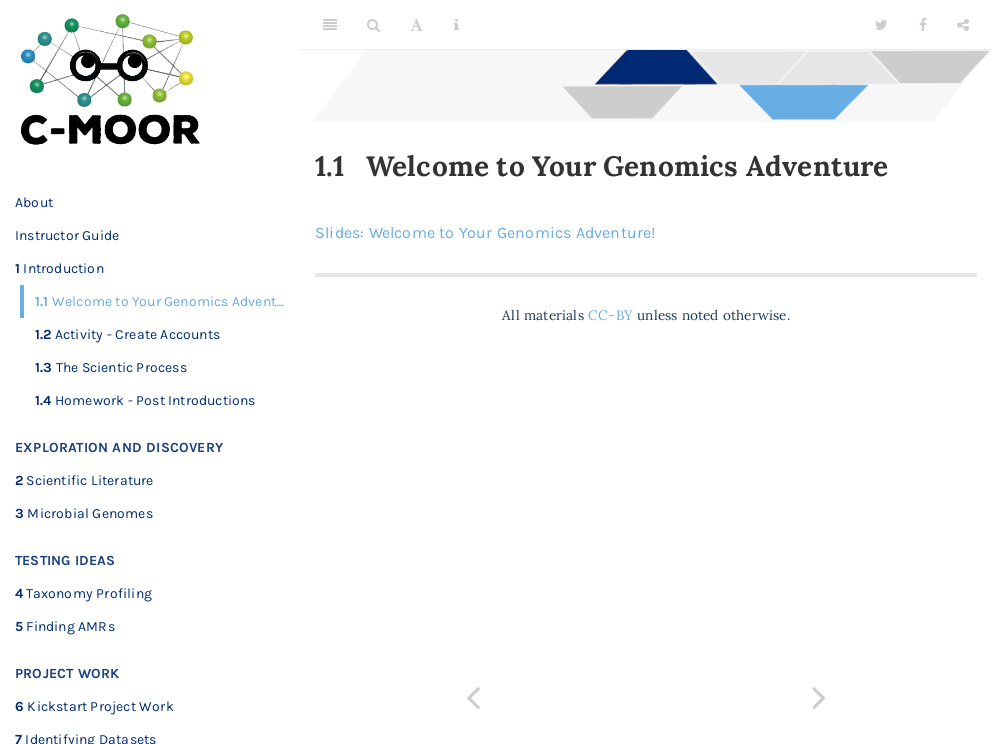 C-MOOR
About
Instructor Guide
1 Introduction
1.1 Welcome to Your Genomics Advent...
1.2 Activity - Create Accounts
1.3 The Scientic Process
1.4 Homework - Post Introductions
EXPLORATION AND DISCOVERY
2 Scientific Literature
3 Microbial Genomes
TESTING IDEAS
4 Taxonomy Profiling
5 Finding AMRs
PROJECT WORK
6 Kickstart Project Work
7 Identifying Datasets
1.1 Welcome to Your Genomics Adventure
Slides: Welcome to Your Genomics Adventure!
All materials CC-BY unless noted otherwise.